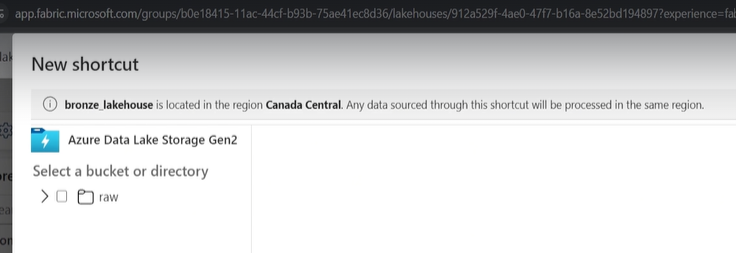 app.fabric.microsoft.com/groups/b0e18415-11ac-44cf-b93b-75ae41ec8d36/lakehouses/912a529f-4ae0-47f7-b16a-8e52bd194897?experience=fa
New shortcut
bronze_lakehouse is located in the region Canada Central. Any data sourced through this shortcut will be processed in the same region.
Azure Data Lake Storage Gen2
Select a bucket or directory
raw